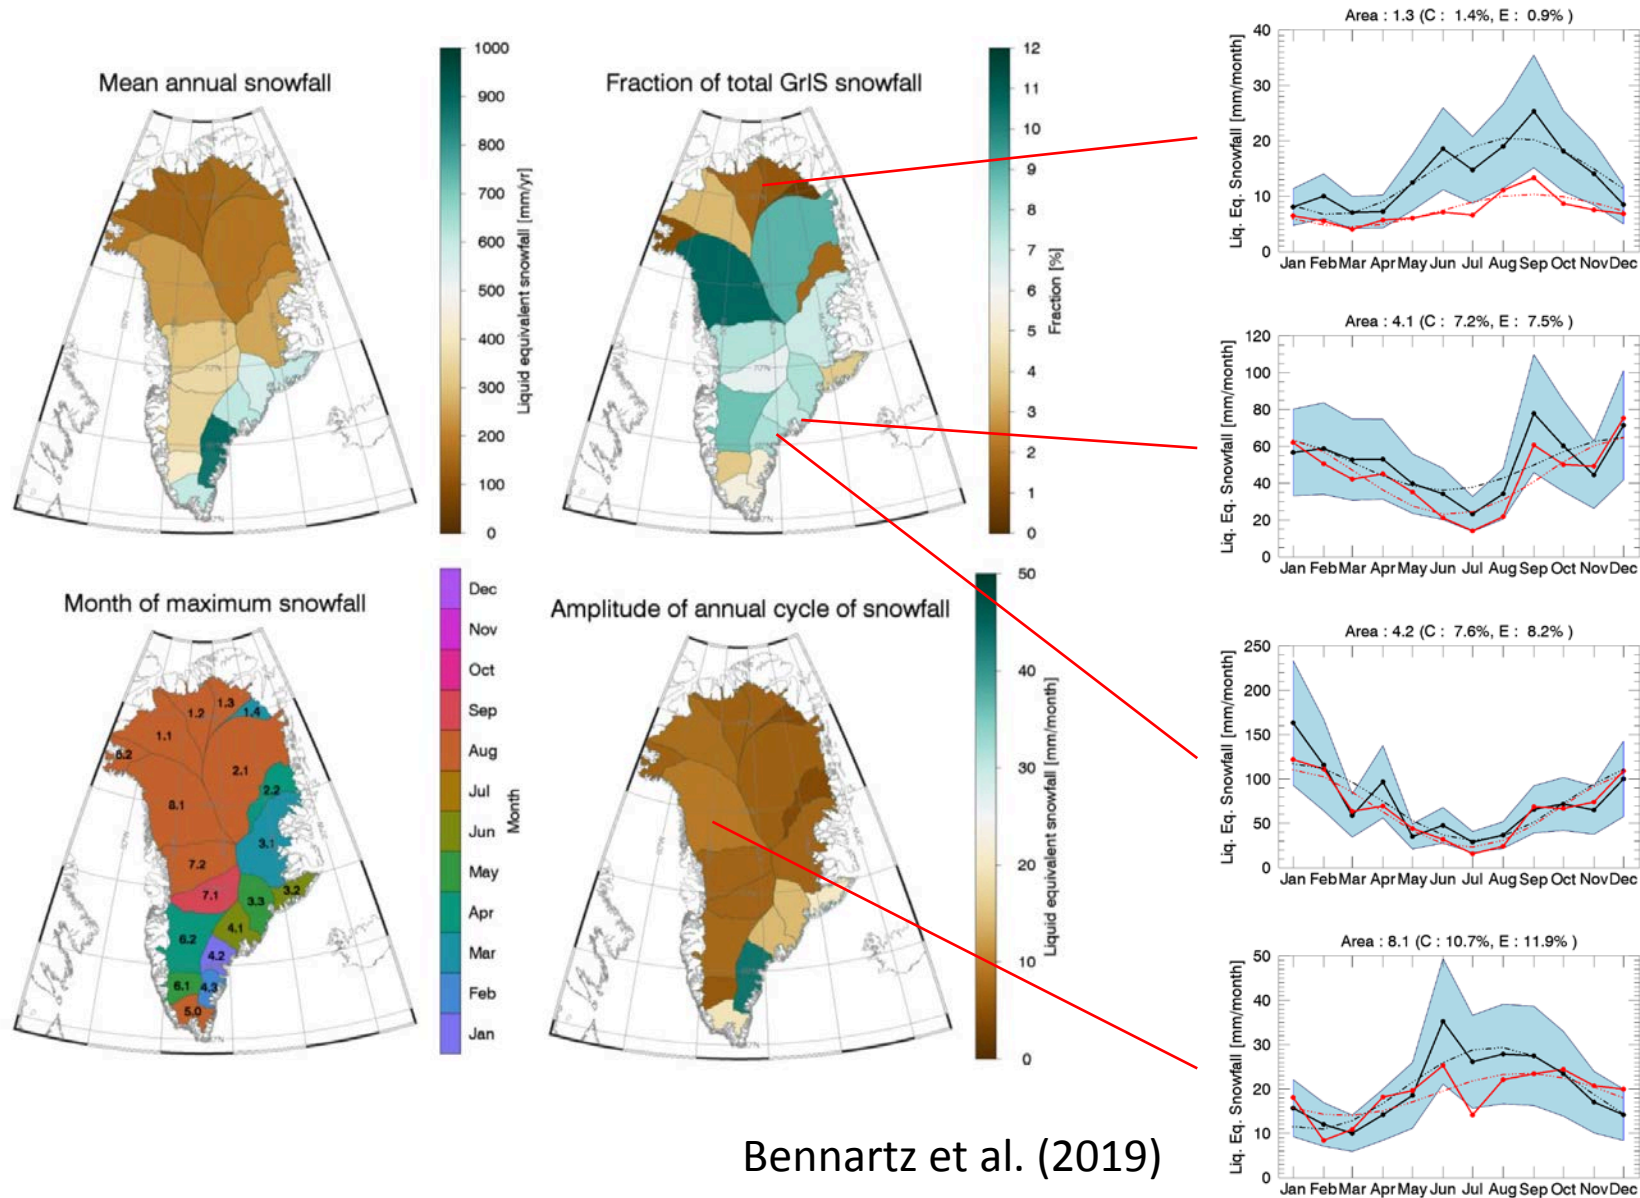 Mean annual snowfall
1000
900
800
700
600
500
400
300
200
100
0
Liquid equivalent snowfall [mm/yr]
Fraction of total GrIS snowfall
12
11
10
9
8
7
6
5
4
3
2
1
0
Fraction [%]
Month of maximum snowfall
1.3
1.2
1.4
1.1
6.2
2.1
2.2
8.1
3.1
7.2
7.1
3.2
3.3
4.1
6.2
4.2
6.1
4.3
5.0
Dec
Nov
Oct
Sep
Aug
Jul
Jun
May
Apr
Mar
Feb
Jan
Month
Amplitude of annual cycle of snowfall
50
40
30
20
10
0
Liquid equivalent snowfall [mm/month]
Area : 1.3 (C : 1.4%, E : 0.9% )
40
30
20
10
0
Liq. Eq. Snowfall [mm/month]
Jan Feb Mar Apr May Jun Jul Aug Sep Oct Nov Dec
Area : 4.1 (C : 7.2%, E : 7.5% )
120
100
80
60
40
20
0
Liq. Eq. Snowfall [mm/month]
Jan Feb Mar Apr May Jun Jul Aug Sep Oct Nov Dec
Area : 4.2 (C : 7.6%, E : 8.2% )
250
200
150
100
50
0
Liq. Eq. Snowfall [mm/month]
Jan Feb Mar Apr May Jun Jul Aug Sep Oct Nov Dec
Area : 8.1 (C : 10.7%, E : 11.9% )
50
40
30
20
10
0
Liq. Eq. Snowfall [mm/month]
Jan Feb Mar Apr May Jun Jul Aug Sep Oct Nov Dec
Bennartz et al. (2019)